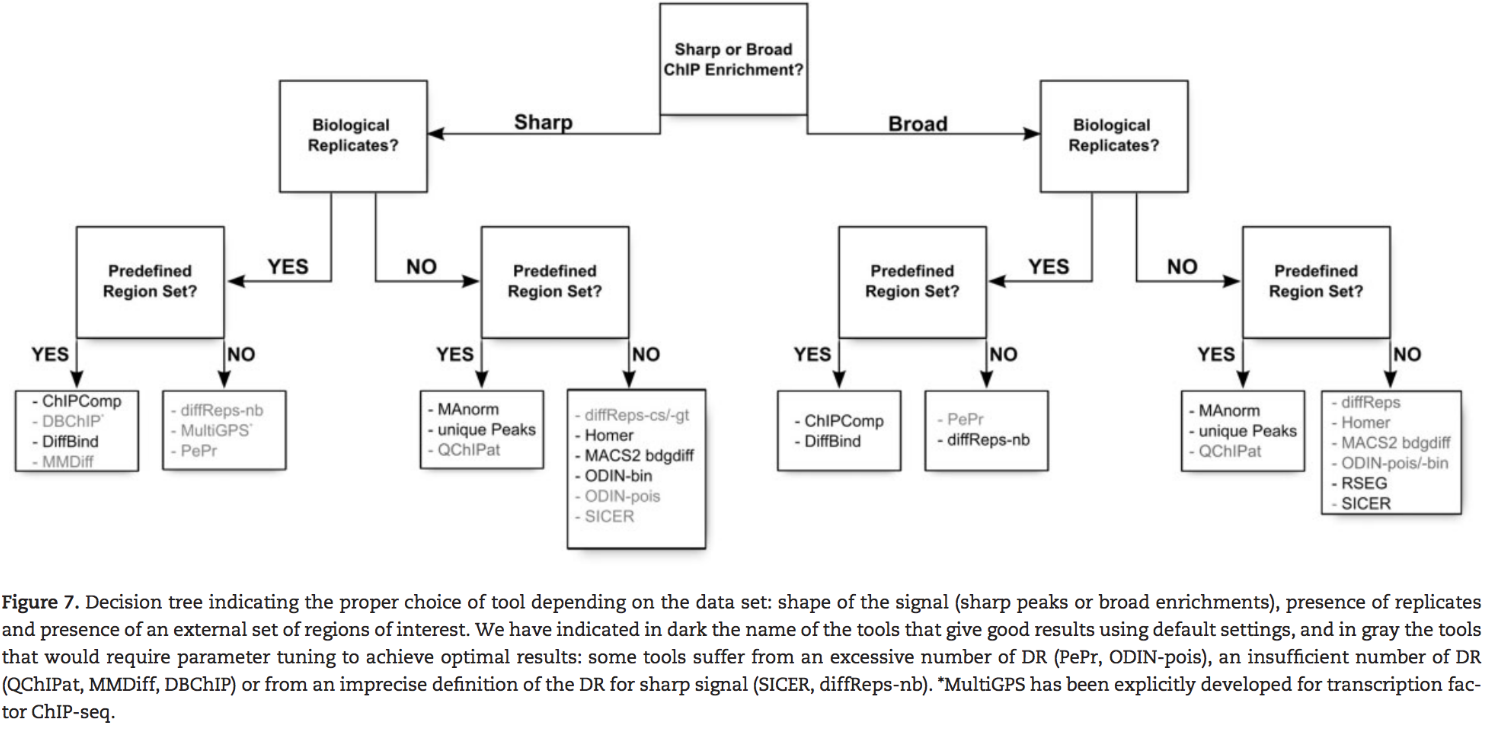 Sharp or Broad
ChIP Enrichment?
Sharp
Broad
Biological
Replicates?
Biological
Replicates?
YES
NO
YES
NO
Predefined
Region Set?
Predefined
Region Set?
Predefined
Region Set?
Predefined
Region Set?
YES
NO
YES
NO
YES
NO
YES
NO
- ChIPComp
- DBChIP*
- DiffBind
- MMDiff
- diffReps-nb
- MultiGPS*
- PePr
- MAnorm
- unique Peaks
- QChIPat
- diffReps-cs/-gt
- Homer
- MACS2 bdgdiff
- ODIN-bin
- ODIN-pois
- SICER
- ChIPComp
- DiffBind
- PePr
- diffReps-nb
- MAnorm
- unique Peaks
- QChIPat
- diffReps
- Homer
- MACS2 bdgdiff
- ODIN-pois/-bin
- RSEG
- SICER
Figure 7. Decision tree indicating the proper choice of tool depending on the data set: shape of the signal (sharp peaks or broad enrichments), presence of replicates
and presence of an external set of regions of interest. We have indicated in dark the name of the tools that give good results using default settings, and in gray the tools
that would require parameter tuning to achieve optimal results: some tools suffer from an excessive number of DR (PePr, ODIN-pois), an insufficient number of DR
(QChIPat, MMDiff, DBChIP) or from an imprecise definition of the DR for sharp signal (SICER, diffReps-nb). *MultiGPS has been explicitly developed for transcription fac-
tor ChIP-seq.